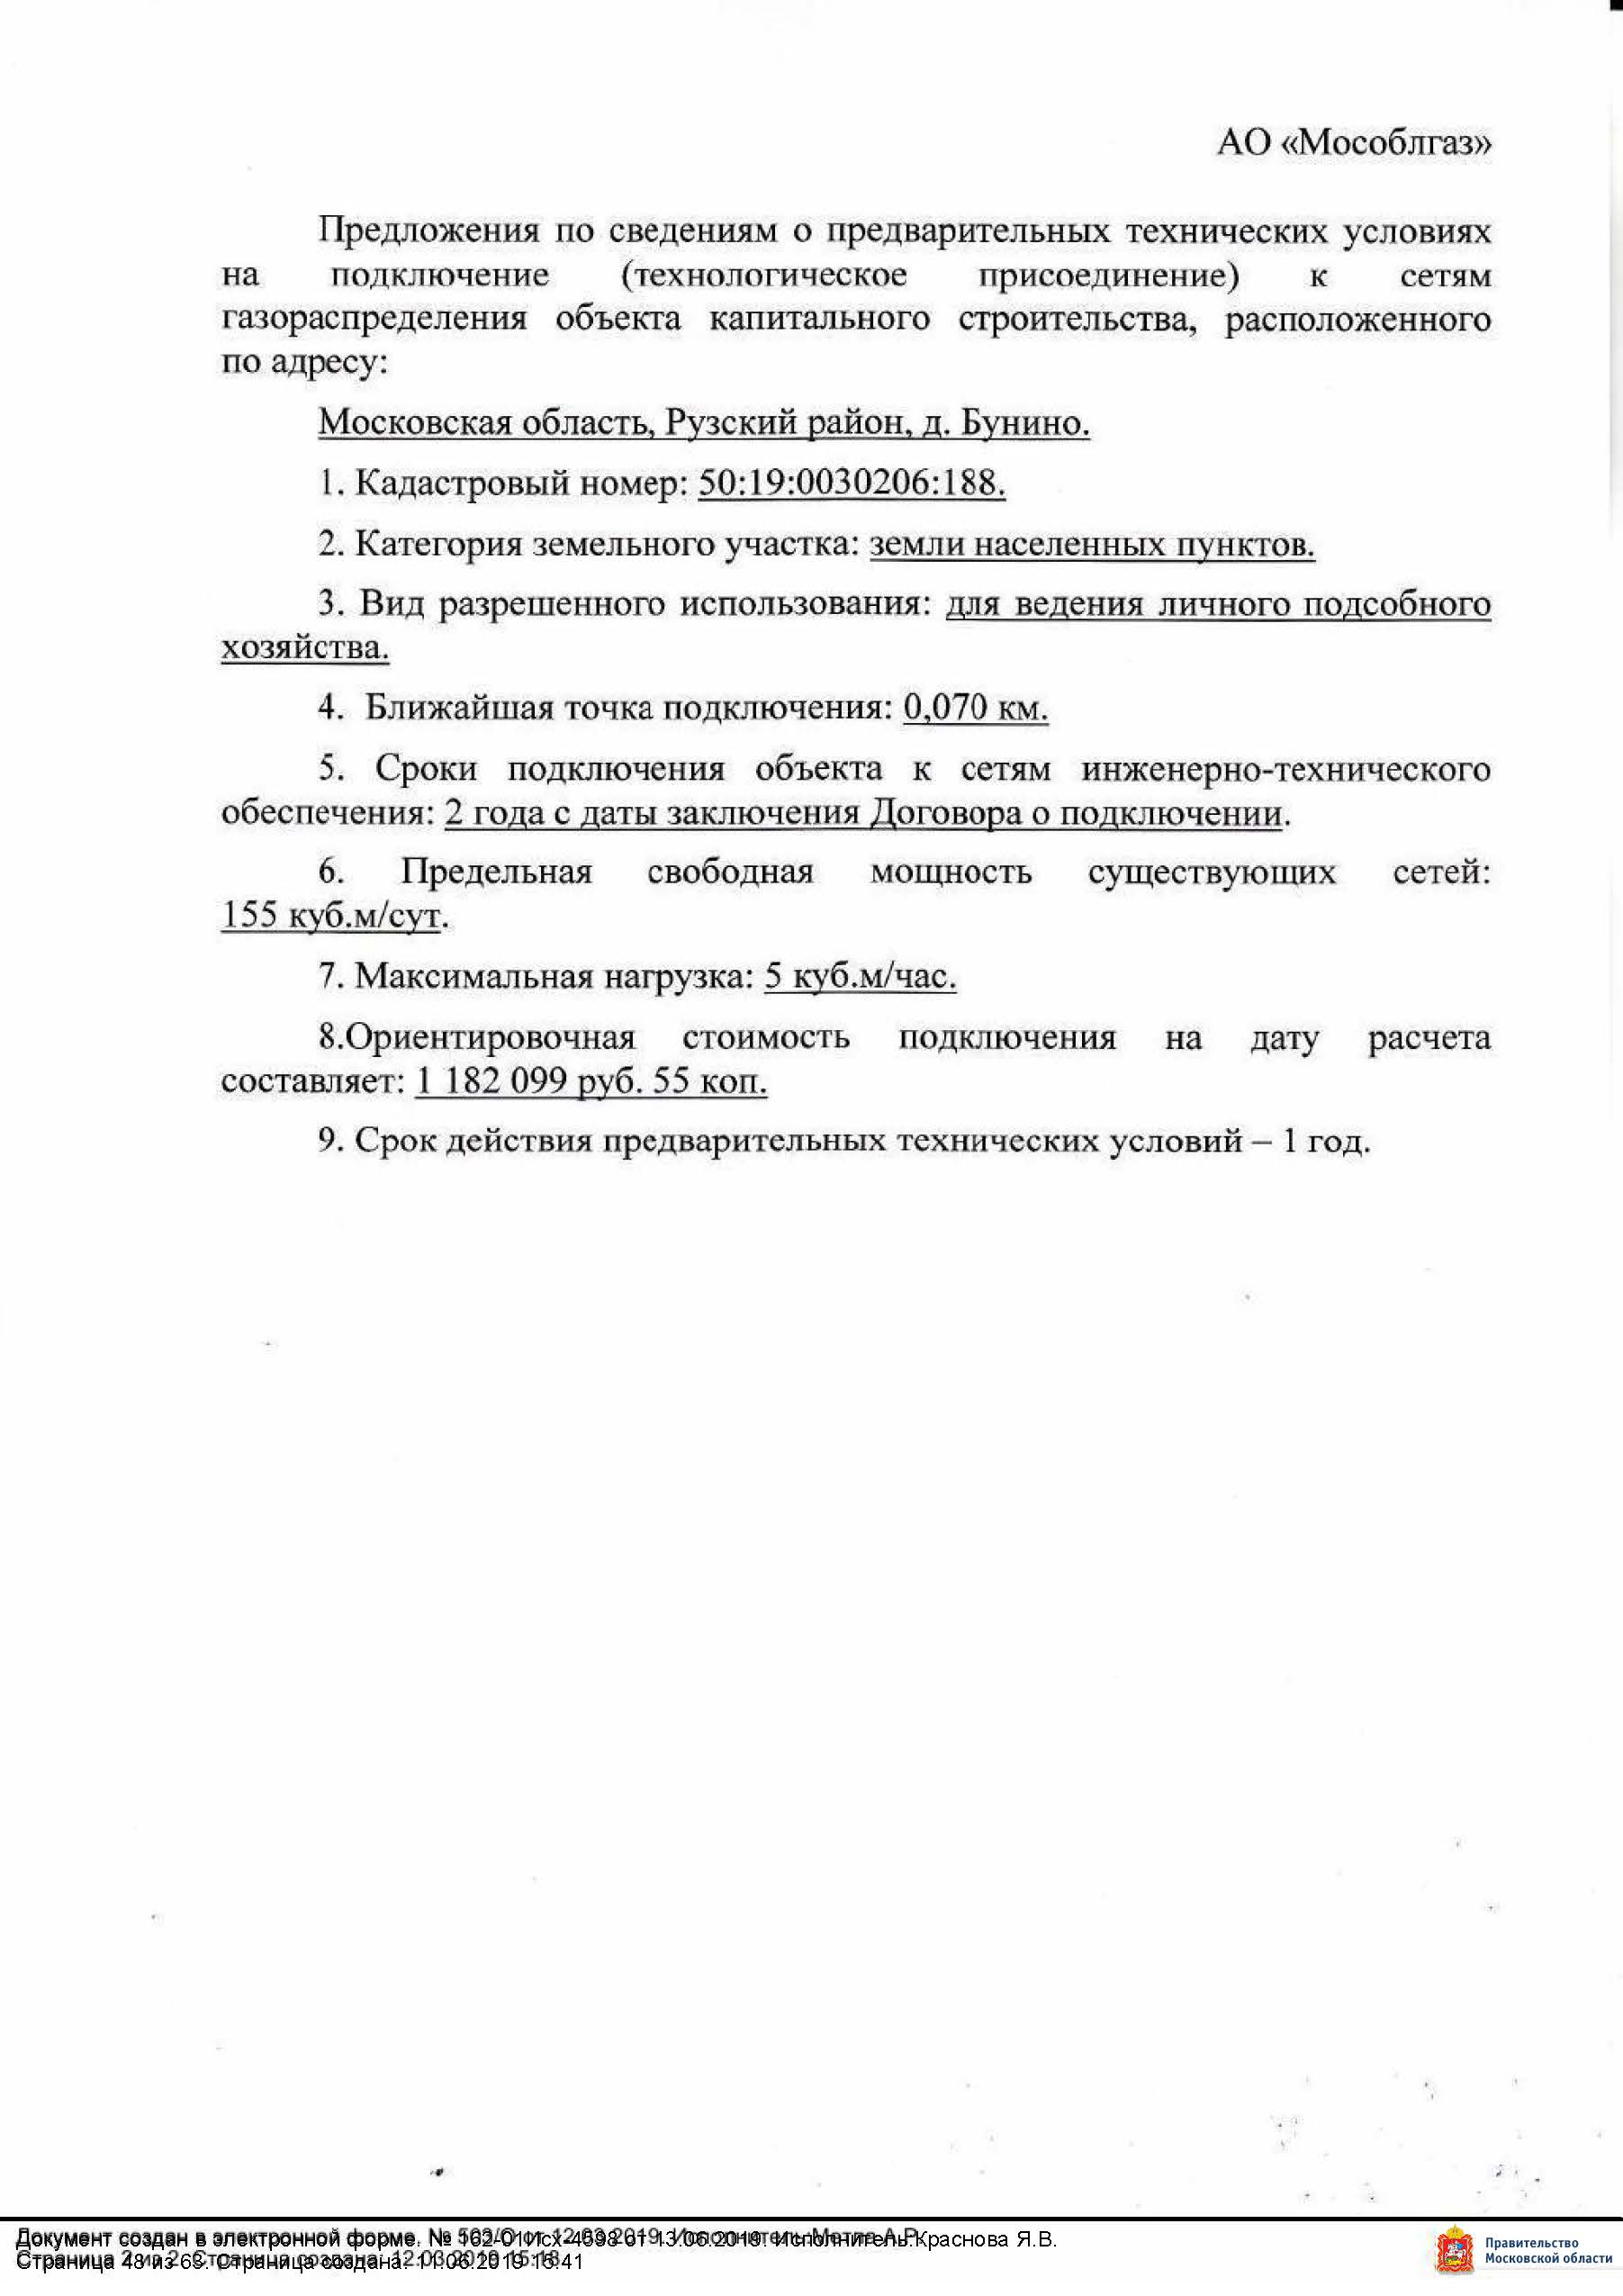 АО «Мособлгаз»
Предложения по сведениям о предварительных технических условиях
на подключение (технологическое присоединение) к сетям
газораспределения объекта капитального строительства, расположенного
по адресу:
Московская область, Рузский район, д. Бунино.
1. Кадастровый номер: 50:19:0030206:188.
2. Категория земельного участка: земли населенных пунктов.
3. Вид разрешенного использования: для ведения личного подсобного
хозяйства.
4. Ближайшая точка подключения: 0,070 км.
5. Сроки подключения объекта к сетям инженерно-технического
обеспечения: 2 года с даты заключения Договора о подключении.
6. Предельная свободная мощность существующих сетей:
155 куб.м/сут.
7. Максимальная нагрузка: 5 куб.м/час.
8.Ориентировочная стоимость подключения на дату расчета
составляет: 1 182 099 руб. 55 коп.
9. Срок действия предварительных технических условий – 1 год.
Документ создан в электронной форме. № Краснова Я.В.
Страница Страница создана:
Правительство
Московской области